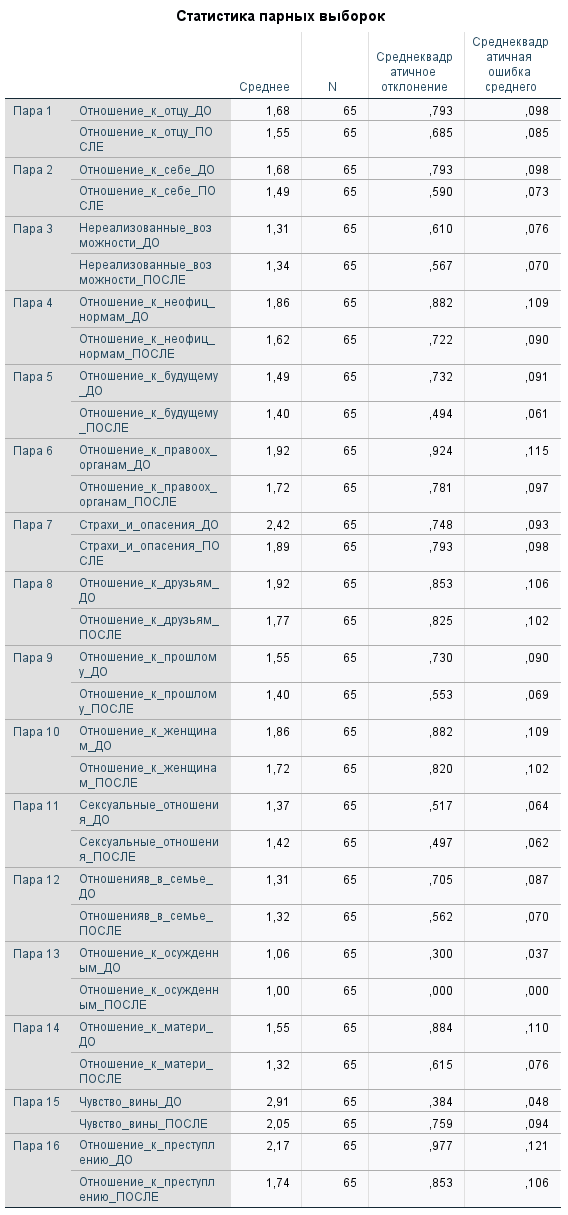 Статистика парных выборок
Среднее N Среднеквадр
атичное
отклонение Среднеквадр
атичная
ошибка
среднего
Пара 1 Отношение_к_отцу_ДО 1,68 65 ,793 ,098
Отношение_к_отцу_ПО
СЛЕ 1,55 65 ,685 ,085
Пара 2 Отношение_к_себе_ДО 1,68 65 ,793 ,098
Отношение_к_себе_ПО
СЛЕ 1,49 65 ,590 ,073
Пара 3 Нереализованные_воз
можности_ДО 1,31 65 ,610 ,076
Нереализованные_воз
можности_ПОСЛЕ 1,34 65 ,567 ,070
Пара 4 Отношение_к_неофиц_
нормам_ДО 1,86 65 ,882 ,109
Отношение_к_неофиц_
нормам_ПОСЛЕ 1,62 65 ,722 ,090
Пара 5 Отношение_к_будущему
_ДО 1,49 65 ,732 ,091
Отношение_к_будущему
_ПОСЛЕ 1,40 65 ,494 ,061
Пара 6 Отношение_к_правоох_
органам_ДО 1,92 65 ,924 ,115
Отношение_к_правоох_
органам_ПОСЛЕ 1,72 65 ,781 ,097
Пара 7 Страхи_и_опасения_ДО 2,42 65 ,748 ,093
Страхи_и_опасения_ПО
СЛЕ 1,89 65 ,793 ,098
Пара 8 Отношение_к_друзьям_
ДО 1,92 65 ,853 ,106
Отношение_к_друзьям_
ПОСЛЕ 1,77 65 ,825 ,102
Пара 9 Отношение_к_прошлом
у_ДО 1,55 65 ,730 ,090
Отношение_к_прошлом
у_ПОСЛЕ 1,40 65 ,553 ,069
Пара 10 Отношение_к_женщина
м_ДО 1,86 65 ,882 ,109
Отношение_к_женщина
м_ПОСЛЕ 1,72 65 ,820 ,102
Пара 11 Сексуальные_отношени
я_ДО 1,37 65 ,517 ,064
Сексуальные_отношени
я_ПОСЛЕ 1,42 65 ,497 ,062
Пара 12 Отношенияв_в_семье_
ДО 1,31 65 ,705 ,087
Отношенияв_в_семье_
ПОСЛЕ 1,32 65 ,562 ,070
Пара 13 Отношение_к_осужденн
ым_ДО 1,06 65 ,300 ,037
Отношение_к_осужденн
ым_ПОСЛЕ 1,00 65 ,000 ,000
Пара 14 Отношение_к_матери_
ДО 1,55 65 ,884 ,110
Отношение_к_матери_
ПОСЛЕ 1,32 65 ,615 ,076
Пара 15 Чувство_вины_ДО 2,91 65 ,384 ,048
Чувство_вины_ПОСЛЕ 2,05 65 ,759 ,094
Пара 16 Отношение_к_преступл
ению_ДО 2,17 65 ,977 ,121
Отношение_к_преступл
ению_ПОСЛЕ 1,74 65 ,853 ,106